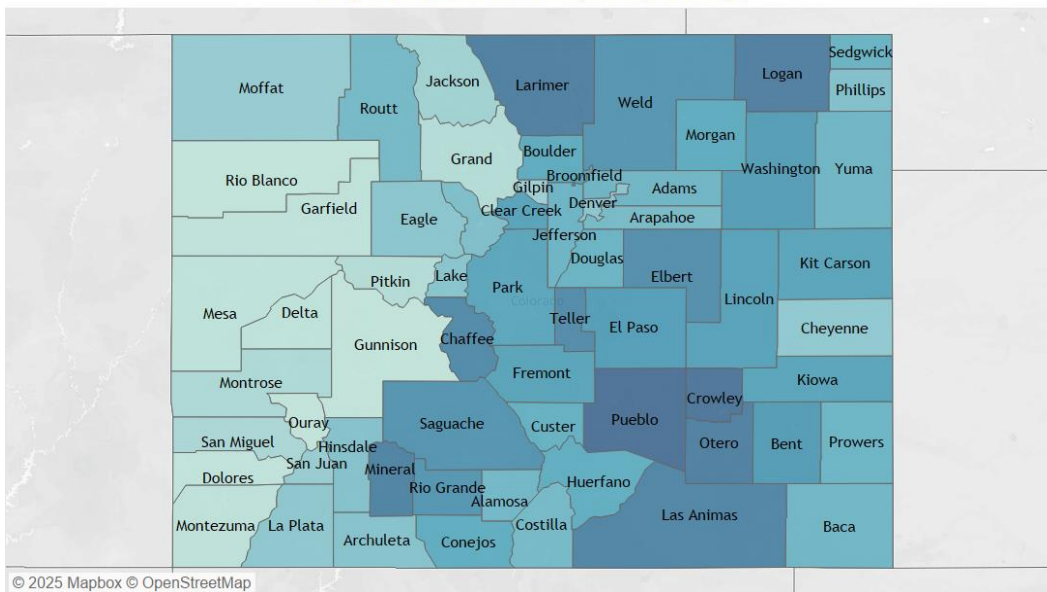 Sedgwick
Logan
Jackson
Larimer
Moffat
Phillips
Weld
Routt
Morgan
Boulder
Grand
Washington
Yuma
Broomfield
Rio Blanco
Gilpin
Adams
Denver
Garfield
Clear Creek
Eagle
Arapahoe
Jefferson
Douglas
Kit Carson
Lake
Elbert
Pitkin
Park
Lincoln
Colorado
Delta
Mesa
Teller
El Paso
Cheyenne
Chaffee
Gunnison
Fremont
Kiowa
Montrose
Crowley
Pueblo
Ouray
Saguache
Custer
San Miguel
Otero
Bent
Prowers
Hinsdale
San Juan
Mineral
Dolores
Huerfano
Rio Grande
Alamosa
Las Animas
Costilla
Montezuma
La Plata
Baca
Archuleta
Conejos
© 2025 Mapbox © OpenStreetMap